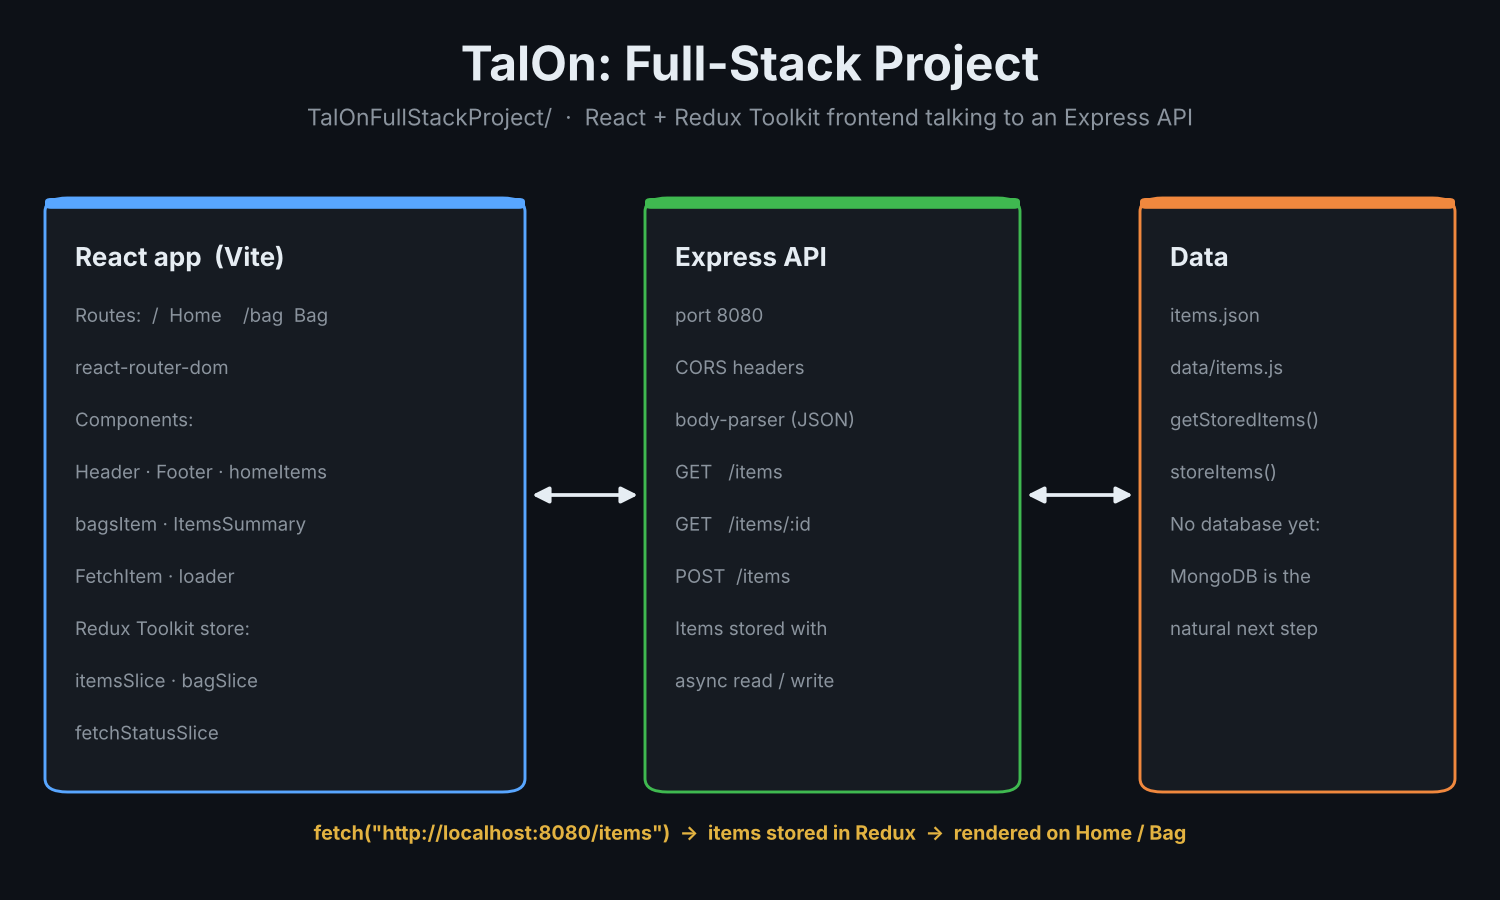 TalOn: Full-Stack Project
TalOnFullStackProject/ · React + Redux Toolkit frontend talking to an Express API
React app (Vite)
Routes: / Home /bag Bag
react-router-dom
Components:
Header · Footer · homeItems
bagsItem · ItemsSummary
FetchItem · loader
Redux Toolkit store:
itemsSlice · bagSlice
fetchStatusSlice
Express API
port 8080
CORS headers
body-parser (JSON)
GET /items
GET /items/:id
POST /items
Items stored with
async read / write
Data
items.json
data/items.js
getStoredItems()
storeItems()
No database yet:
MongoDB is the
natural next step
fetch("http://localhost:8080/items") → items stored in Redux → rendered on Home / Bag